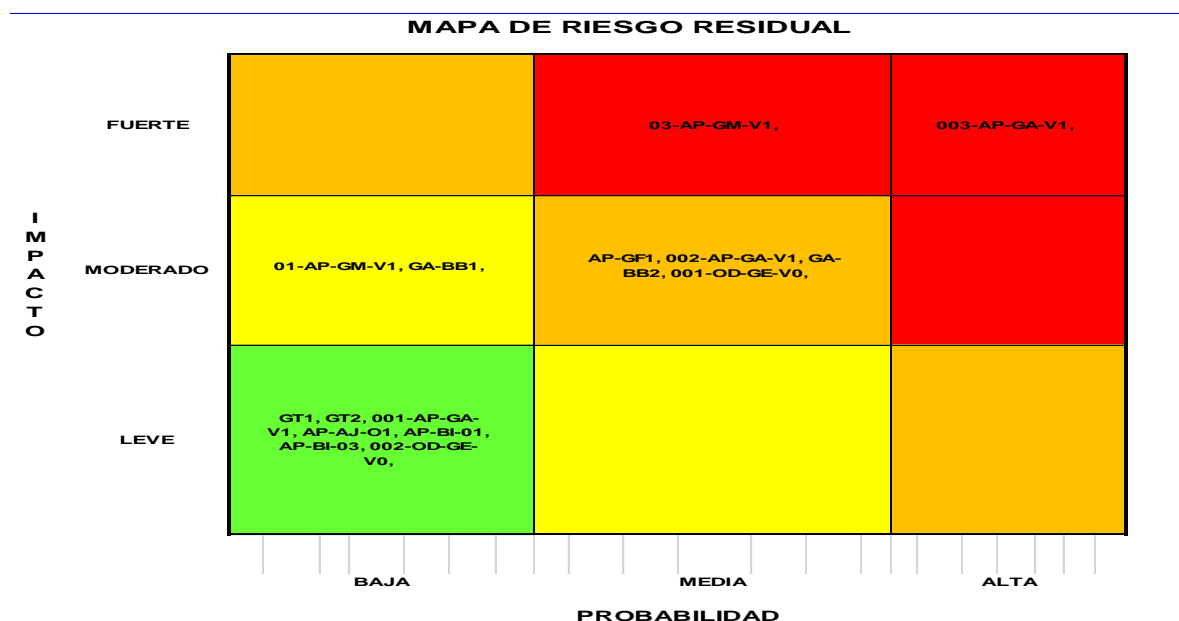 MAPA DE RIESGO RESIDUAL
FUERTE
03-AP-GM-V1,
003-AP-GA-V1,
IMPACTO
MODERADO
01-AP-GM-V1, GA-BB1,
AP-GF1, 002-AP-GA-V1, GA-
BB2, 001-OD-GE-V0,
LEVE
GT1, GT2, 001-AP-GA-
V1, AP-AJ-O1, AP-BI-01,
AP-BI-03, 002-OD-GE-
V0,
BAJA
MEDIA
ALTA
PROBABILIDAD